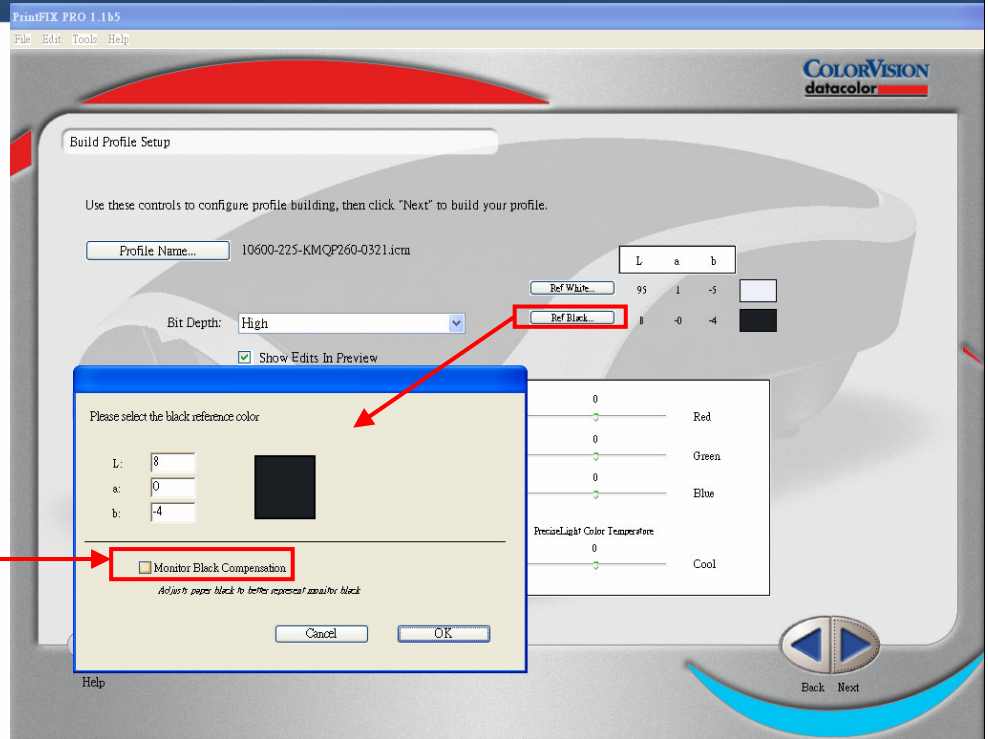 PrintFIX PRO 1.1b5
File Edit Tools Help
COLORVISION
datacolor
Build Profile Setup
Use these controls to configure profile building, then click "Next" to build your profile.
Profile Name... 10600-225-KMQP260-0321.icm
L a b
Ref White... 95 1 -5
Bit Depth: High
Ref Black... 8 -0 -4
Show Edits In Preview
Please select the black reference color
L: 8
a: 0
b: -4
Monitor Black Compensation
Adjusts paper black to better represent monitor black
Cancel OK
0
Red
0
Green
0
Blue
PreciseLight Color Temperature
0
Cool
Help
Back Next